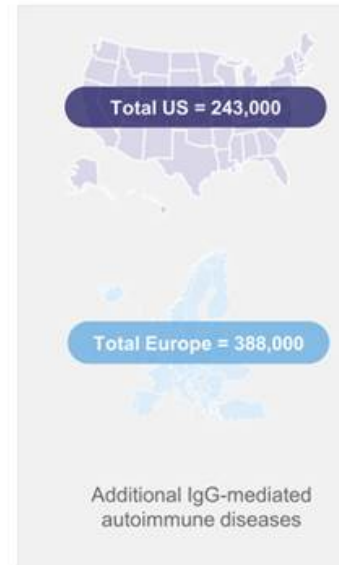 Total US = 243,000
Total Europe = 388,000
Additional IgG-mediated
autoimmune diseases